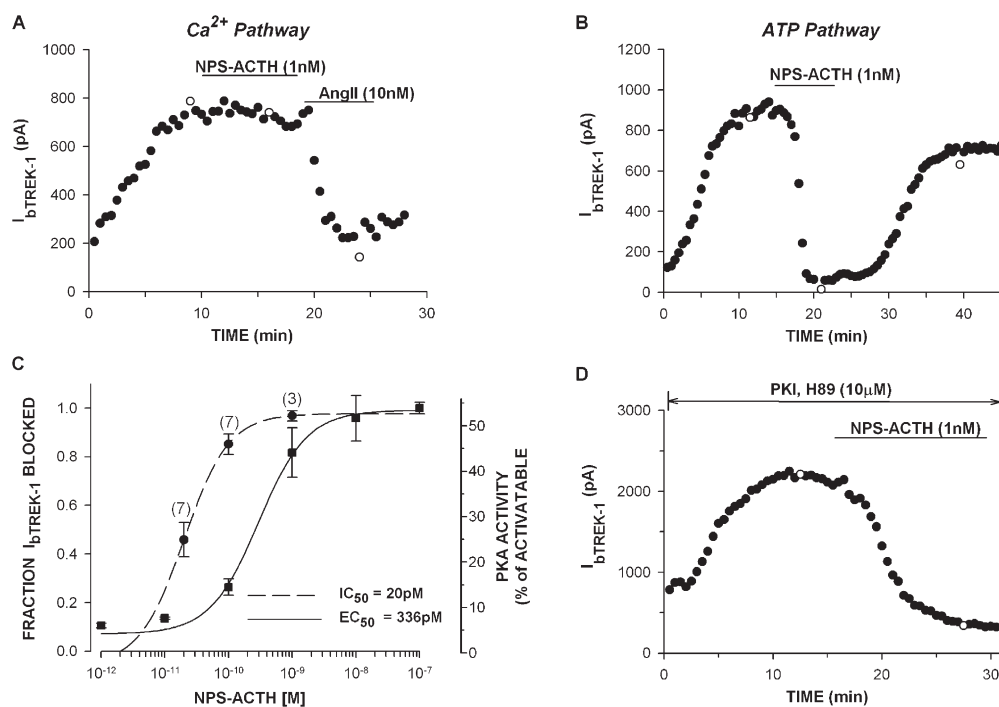 A
Ca2+ Pathway
1000
800
600
400
200
0
IbTREK-1 (pA)
NPS-ACTH (1nM)
AngII (10nM)
0 10 20 30
TIME (min)
B
ATP Pathway
1200
1000
800
600
400
200
0
IbTREK-1 (pA)
NPS-ACTH (1nM)
0 10 20 30 40
TIME (min)
C
1.0
0.8
0.6
0.4
0.2
0.0
FRACTION IbTREK-1 BLOCKED
(7)
(7)
(3)
IC50 = 20pM
EC50 = 336pM
50
40
30
20
10
0
PKA ACTIVITY
(% of ACTIVATABLE)
10-12 10-11 10-10 10-9 10-8 10-7
NPS-ACTH [M]
D
PKI, H89 (10μM)
NPS-ACTH (1nM)
3000
2000
1000
0
IbTREK-1 (pA)
0 10 20 30
TIME (min)